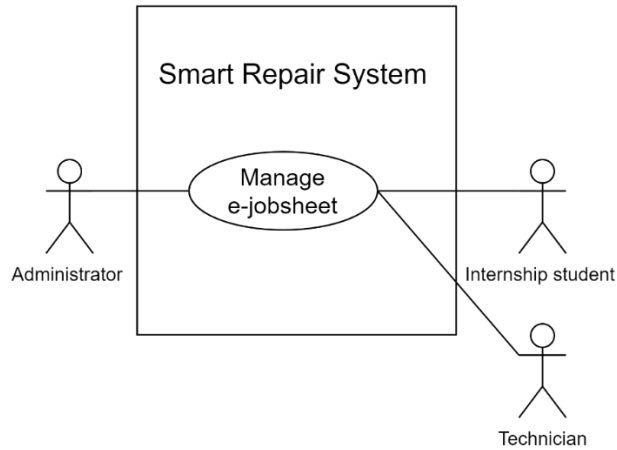 Smart Repair System
Manage
e-jobsheet
Administrator
Internship student
Technician